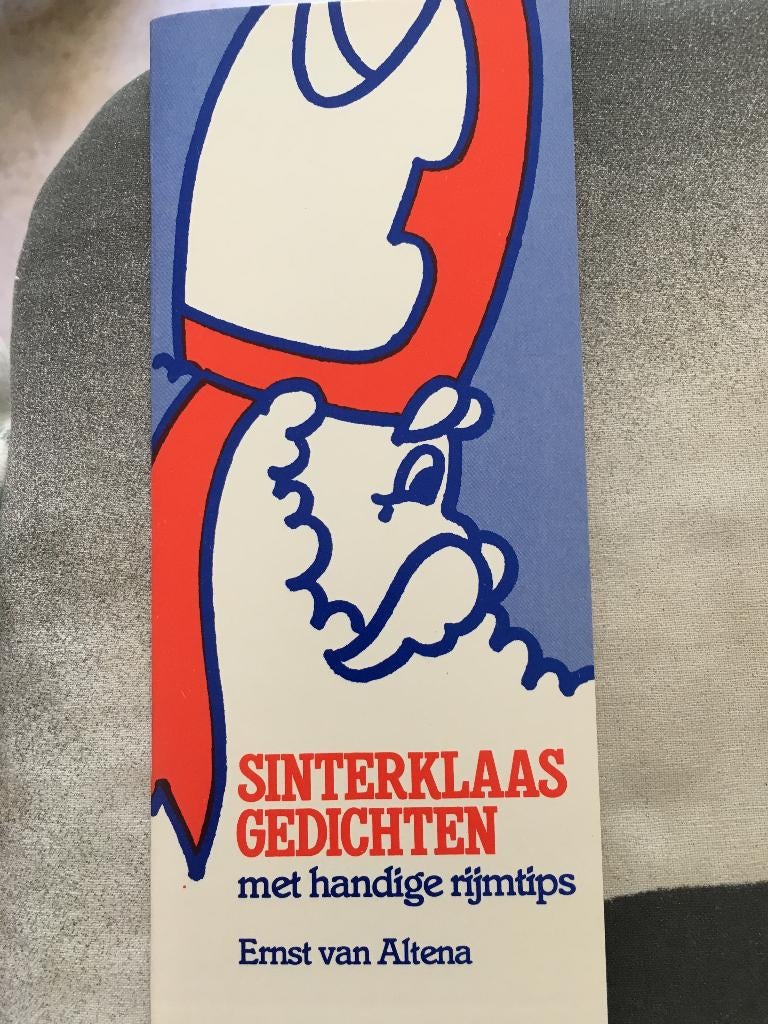 SINTERKLAAS
GEDICHTEN
met handige rijmtips
Ernst van Altena